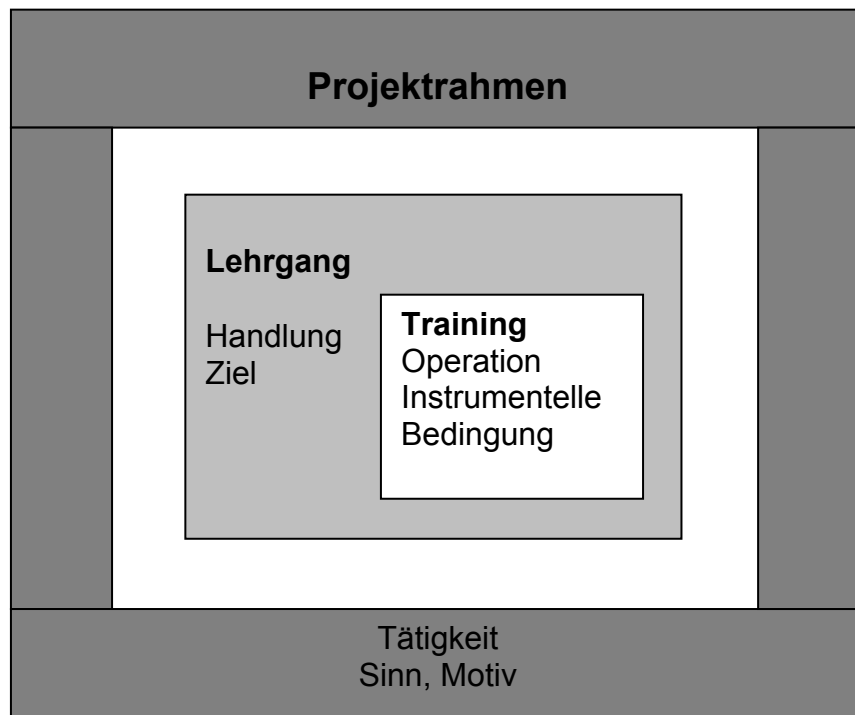 Projektrahmen
Lehrgang
Handlung
Ziel
Training
Operation
Instrumentelle
Bedingung
Tätigkeit
Sinn, Motiv